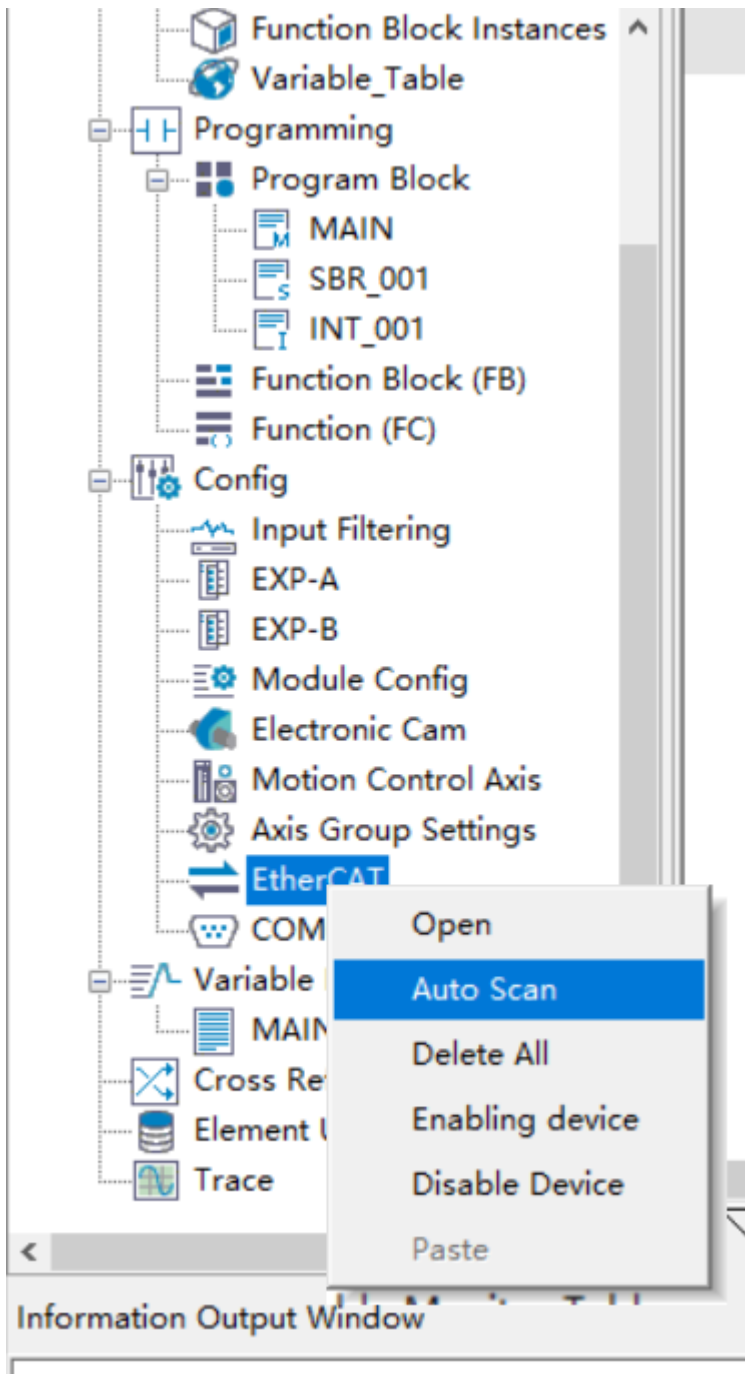 Function Block Instances
Variable_Table
Programming
Program Block
MAIN
SBR_001
INT_001
Function Block (FB)
Function (FC)
Config
Input Filtering
EXP-A
EXP-B
Module Config
Electronic Cam
Motion Control Axis
Axis Group Settings
EtherCAT
COM
Variable
MAIN
Cross Re
Element
Trace
Open
Auto Scan
Delete All
Enabling device
Disable Device
Paste
Information Output Window